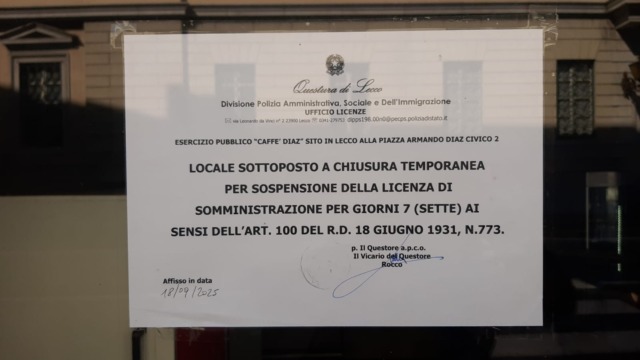 Questura di Lecco
Divisione Polizia Amministrativa, Sociale e Dell'Immigrazione
UFFICIO LICENZE
ESERCIZIO PUBBLICO "CAFFE' DIAZ" SITO IN LECCO ALLA PIAZZA ARMANDO DIAZ CIVICO 2
LOCALE SOTTOPOSTO A CHIUSURA TEMPORANEA
PER SOSPENSIONE DELLA LICENZA DI
SOMMINISTRAZIONE PER GIORNI 7 (SETTE) AI
SENSI DELL'ART. 100 DEL R.D. 18 GIUGNO 1931, N.773.
p. Il Questore a.p.c.o.
Il Vicario del Questore
Rocco
Affisso in data
18/09/2025